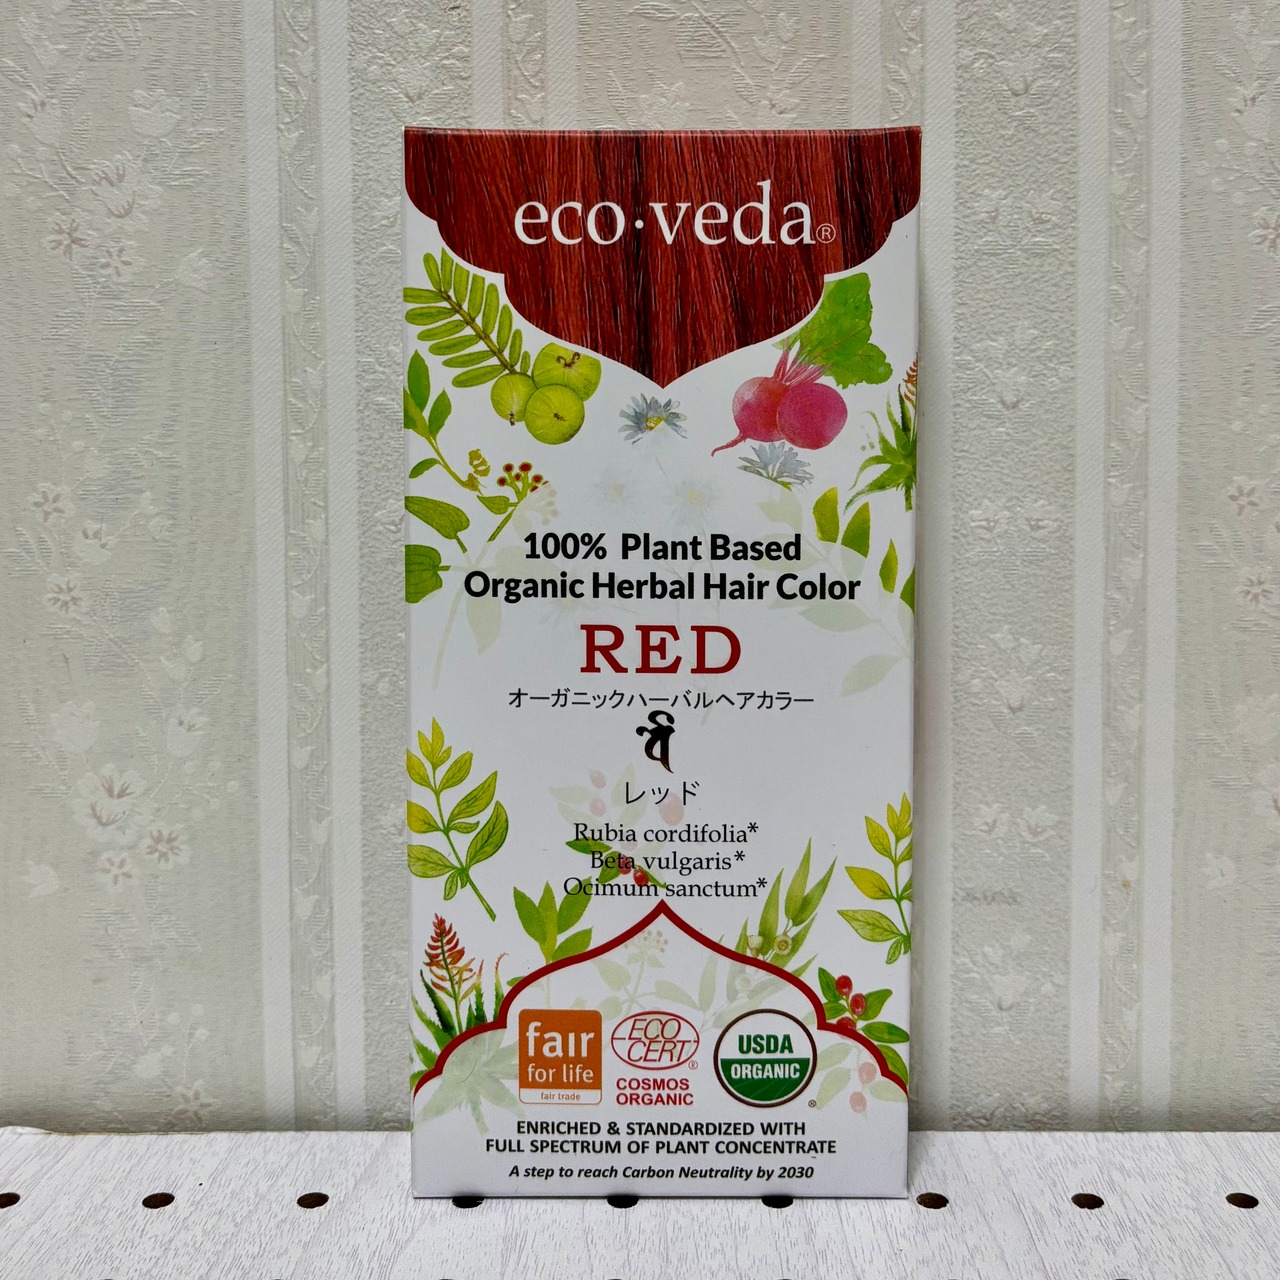 eco·veda®
100% Plant Based
Organic Herbal Hair Color
RED
オーガニックハーバルヘアカラー
レッド
Rubia cordifolia*
Beta vulgaris*
Ocimum sanctum*
fair
for life
fair trade
ECO
CERT®
COSMOS
ORGANIC
USDA
ORGANIC®
ENRICHED & STANDARDIZED WITH
FULL SPECTRUM OF PLANT CONCENTRATE
A step to reach Carbon Neutrality by 2030